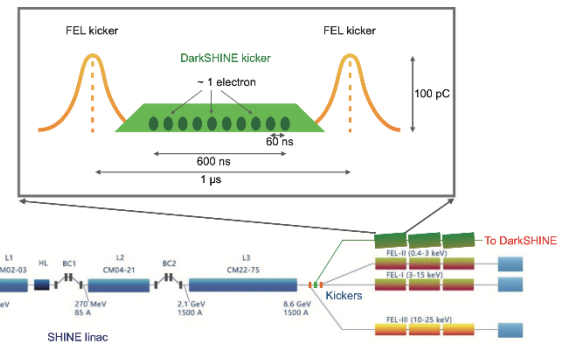 FEL kicker
FEL kicker
DarkSHINE kicker
~ 1 electron
100 pC
60 ns
600 ns
1 µs
To DarkSHINE
L1
HL
BC1
L2
BC2
L3
FEL-II (0.4-3 keV)
CM02-03
CM04-21
CM22-75
FEL-I (3-15 keV)
Kickers
eV
270 MeV
2.1 GeV
8.6 GeV
85 A
1500 A
1500 A
FEL-III (10-25 keV)
SHINE linac